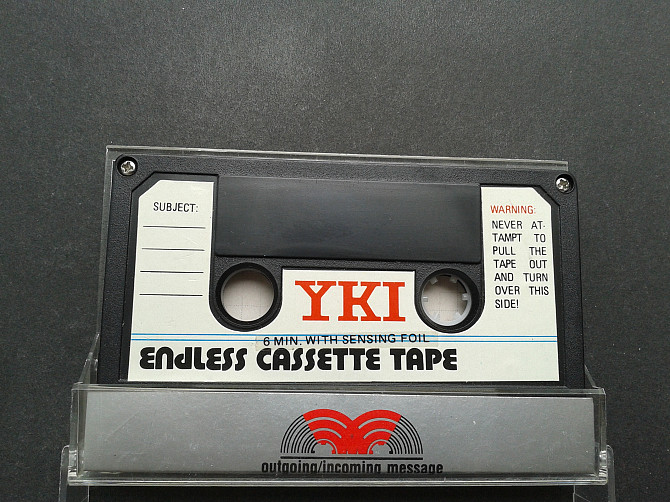 SUBJECT:
WARNING:
NEVER AT-
TAMPT TO
PULL THE
TAPE OUT
AND TURN
OVER THIS
SIDE!
YKI
6 MIN. WITH SENSING FOIL
ENdLESS CASSETTE TAPE
outgoing/incoming message